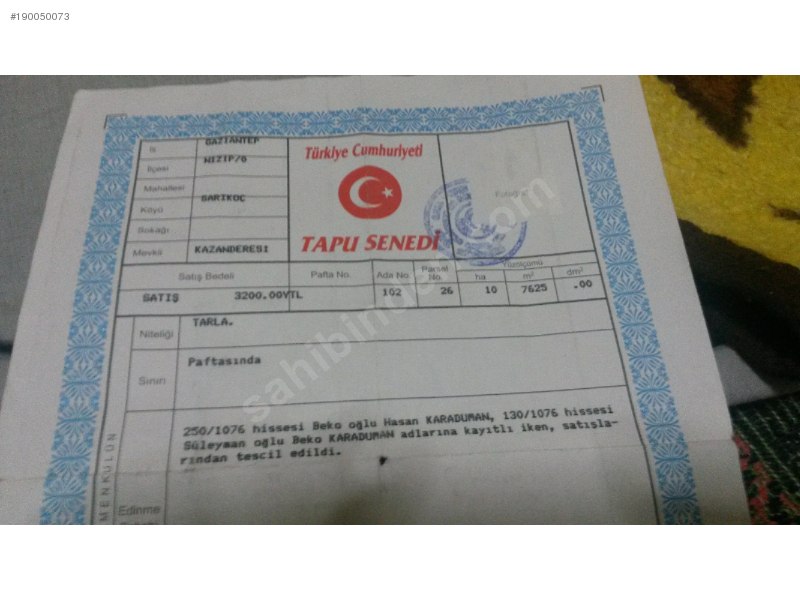 #190050073
İli
GAZİANTEP
Türkiye Cumhuriyeti
Fotoğraf
İlçesi
NIZIP/6
Mahallesi
Köyü
SARIKOÇ
Sokağı
Mevkii
KAZANDERESI
TAPU SENEDİ
Satış Bedeli
Pafta No.
Ada No.
Parsel No.
Yüzölçümü
ha
m²
dm²
SATIŞ
3200.00YTL
102
26
10
7625
.00
Niteliği
TARLA.
Sınırı
Paftasında
250/1076 hissesi Beko oğlu Hasan KARADUMAN, 130/1076 hissesi
Süleyman oğlu Beko KARADUMAN adlarına kayıtlı iken, satışla-
rından tescil edildi.
Edinme
MENKULÜN
sahibinden.com